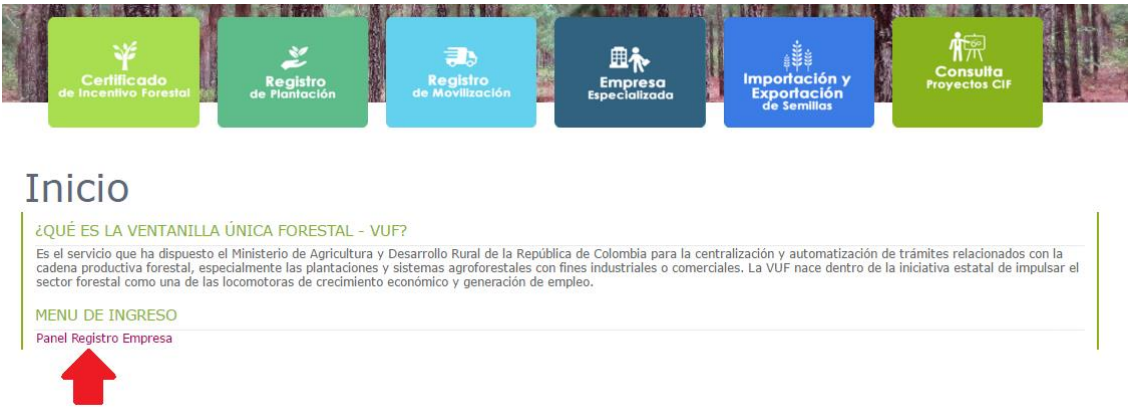 Certificado
de Incentivo Forestal
Registro
de Plantación
Registro
de Movilización
Empresa
Especializada
Importación y
Exportación
de Semillas
Consulta
Proyectos CIF
Inicio
¿QUÉ ES LA VENTANILLA ÚNICA FORESTAL - VUF?
Es el servicio que ha dispuesto el Ministerio de Agricultura y Desarrollo Rural de la República de Colombia para la centralización y automatización de trámites relacionados con la
cadena productiva forestal, especialmente las plantaciones y sistemas agroforestales con fines industriales o comerciales. La VUF nace dentro de la iniciativa estatal de impulsar el
sector forestal como una de las locomotoras de crecimiento económico y generación de empleo.
MENU DE INGRESO
Panel Registro Empresa